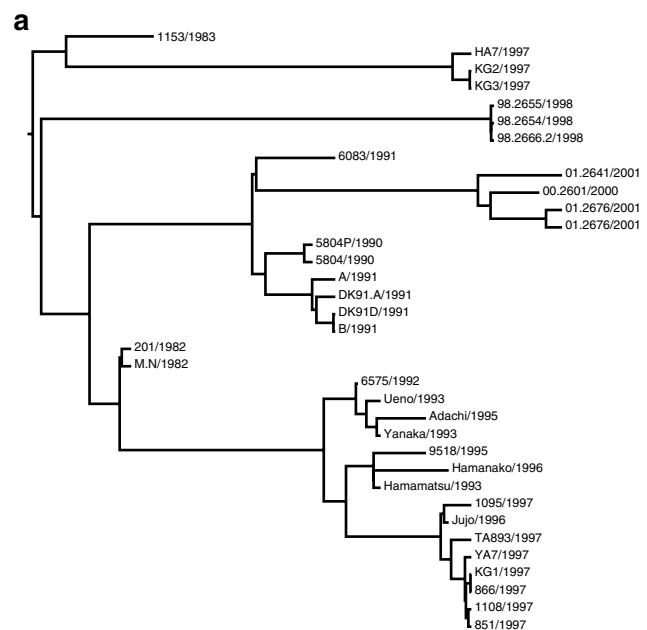 a
1153/1983
HA7/1997
KG2/1997
KG3/1997
98.2655/1998
98.2654/1998
98.2666.2/1998
6083/1991
01.2641/2001
00.2601/2000
01.2676/2001
01.2676/2001
5804P/1990
5804/1990
A/1991
DK91.A/1991
DK91D/1991
B/1991
201/1982
M.N/1982
6575/1992
Ueno/1993
Adachi/1995
Yanaka/1993
9518/1995
Hamanako/1996
Hamamatsu/1993
1095/1997
Jujo/1996
TA893/1997
YA7/1997
KG1/1997
866/1997
1108/1997
851/1997